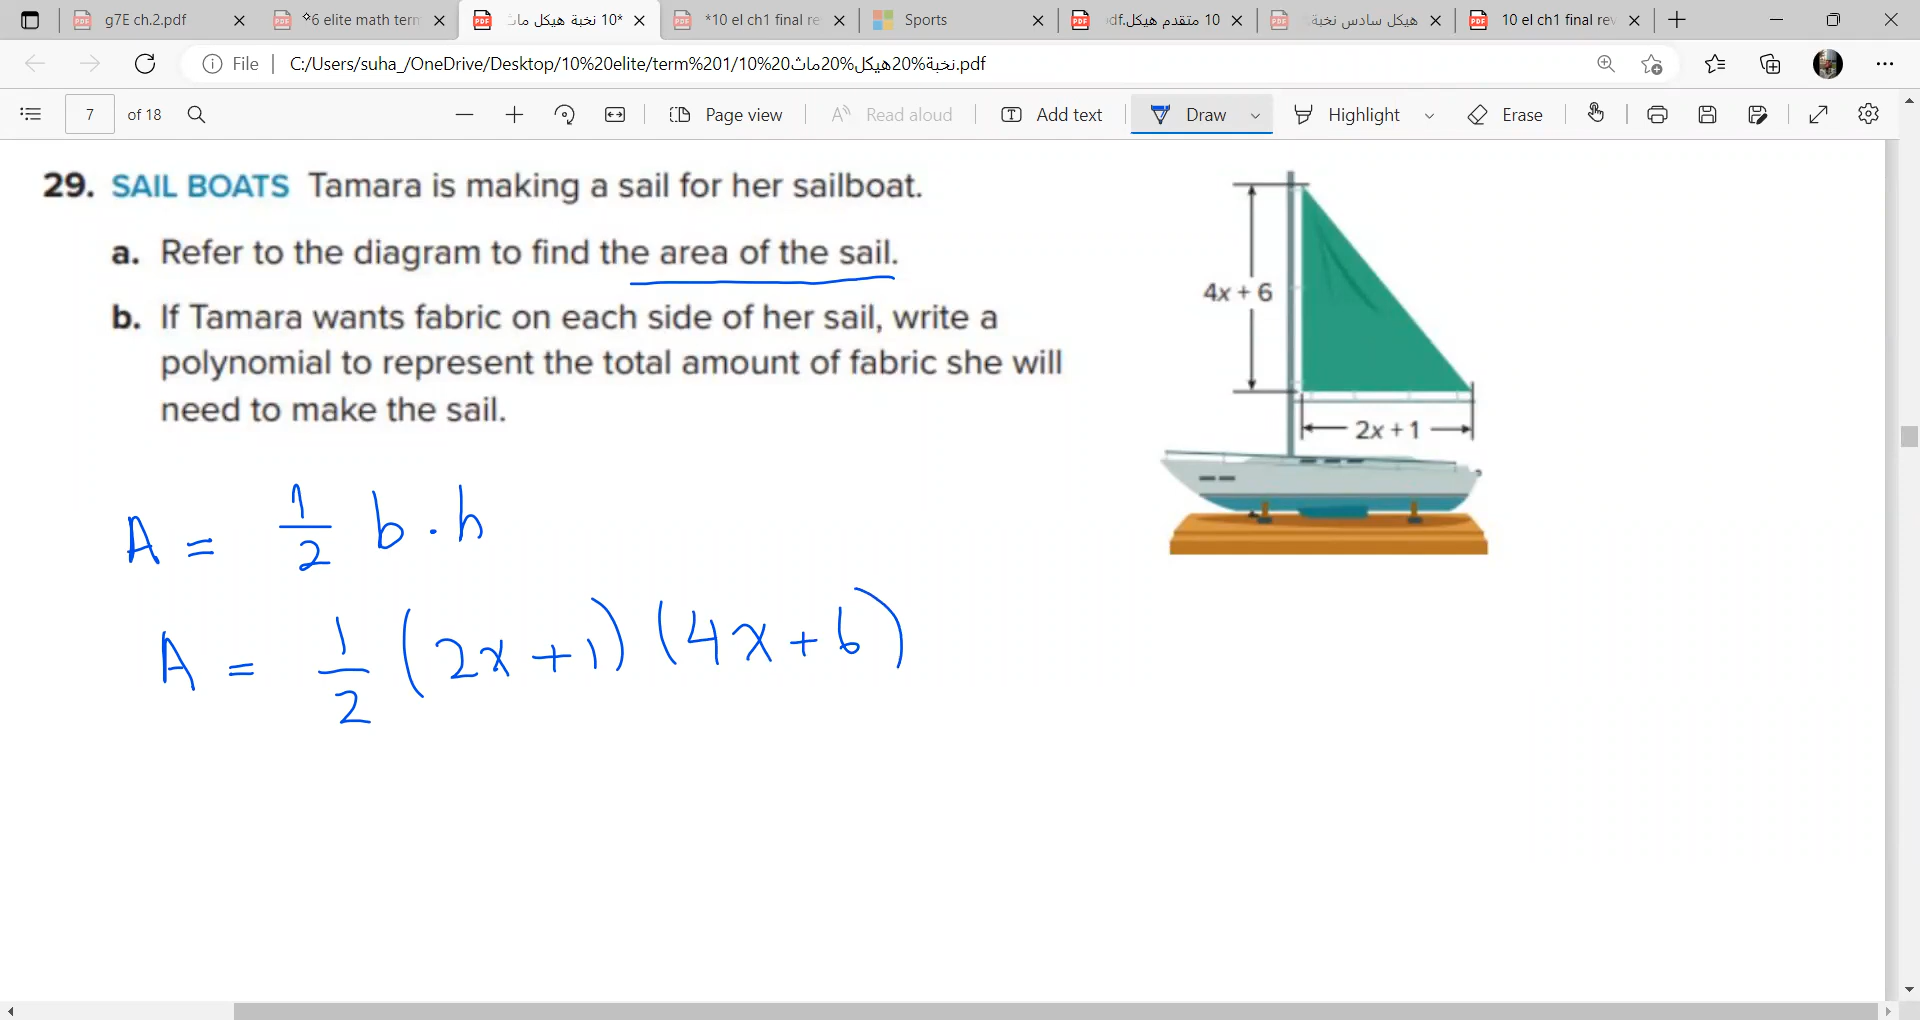 g7E ch.2.pdf
6 elite math term
*10 نخبة هيكل ماث
*10 el ch1 final re
Sports
10 متقدم هيكل.pdf
هيكل سادس نخبة
10 el ch1 final rev
File
C:/Users/suha_/OneDrive/Desktop/10%20elite/term%201/10%20نخبة%20هيكل%20ماث.pdf
7 of 18
Page view
Read aloud
Add text
Draw
Highlight
Erase
29. SAIL BOATS Tamara is making a sail for her sailboat.
a. Refer to the diagram to find the area of the sail.
b. If Tamara wants fabric on each side of her sail, write a
polynomial to represent the total amount of fabric she will
need to make the sail.
4x + 6
2x + 1
A = 1/2 b . h
A = 1/2 (2x + 1) (4x + 6)